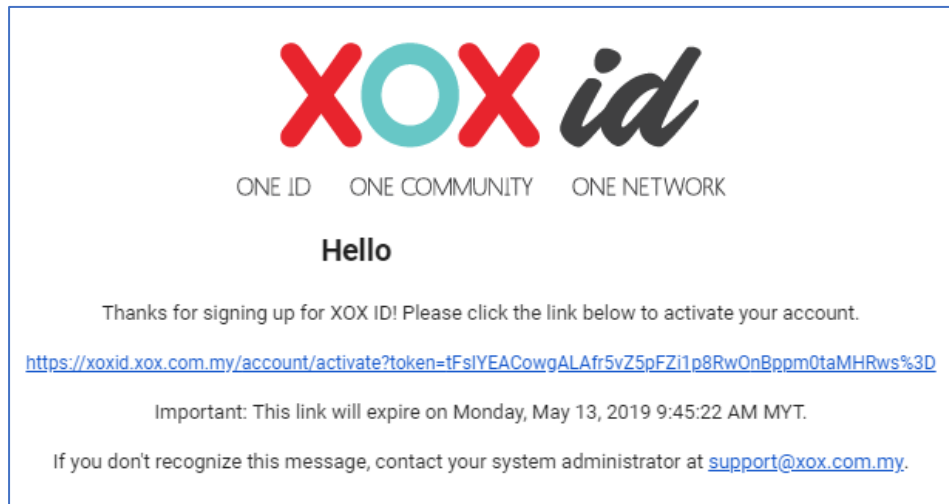 XOX id
ONE ID ONE COMMUNITY ONE NETWORK
Hello
Thanks for signing up for XOX ID! Please click the link below to activate your account.
https://xoxid.xox.com.my/account/activate?token=tFslYEACowgALAfr5vZ5pFZi1p8RwOnBppm0taMHRws%3D
Important: This link will expire on Monday, May 13, 2019 9:45:22 AM MYT.
If you don't recognize this message, contact your system administrator at support@xox.com.my.